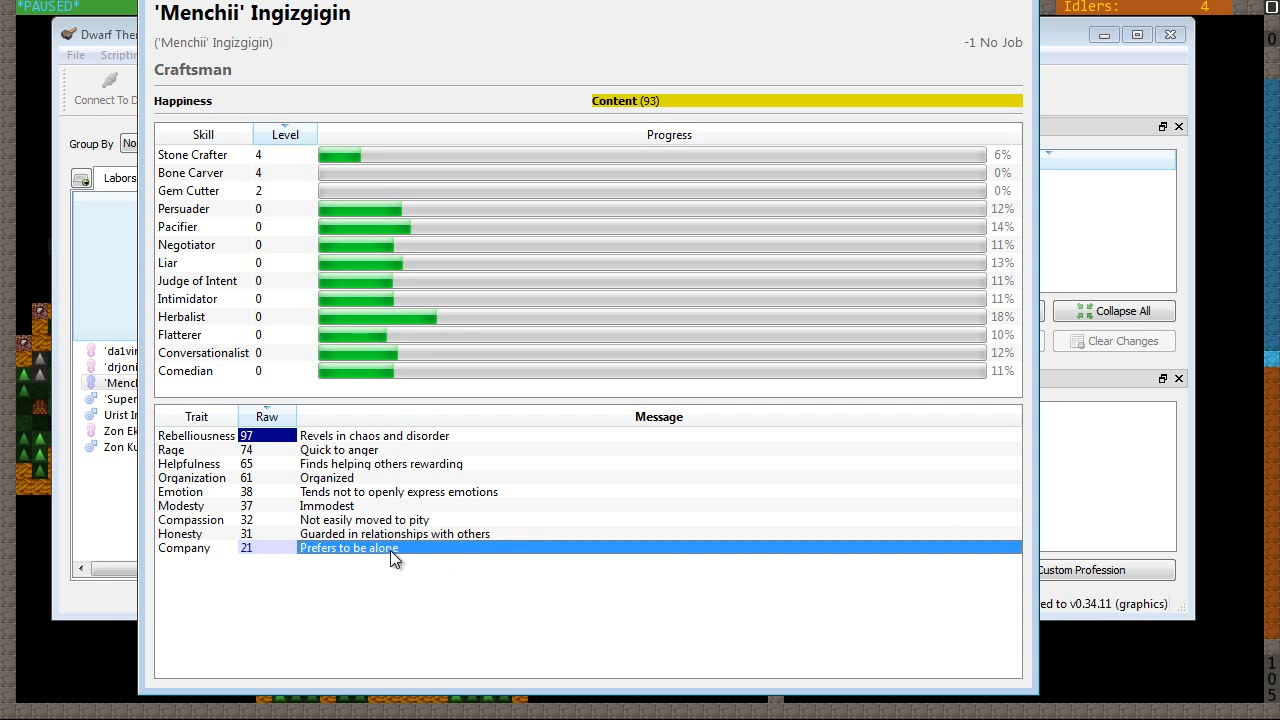 *PAUSED*
Idlers: 4
Dwarf Ther
File Scriptin
Connect To D
Group By No
Labors
'da1vin
'drjoni
'Mencl
'Super
Urist Ir
Zon Ek
Zon Ku
'Menchii' Ingizgigin
('Menchii' Ingizgigin) -1 No Job
Craftsman
Happiness Content (93)
Skill Level Progress
Stone Crafter 4 6%
Bone Carver 4 0%
Gem Cutter 2 0%
Persuader 0 12%
Pacifier 0 14%
Negotiator 0 11%
Liar 0 13%
Judge of Intent 0 11%
Intimidator 0 11%
Herbalist 0 18%
Flatterer 0 10%
Conversationalist 0 12%
Comedian 0 11%
Trait Raw Message
Rebelliousness 97 Revels in chaos and disorder
Rage 74 Quick to anger
Helpfulness 65 Finds helping others rewarding
Organization 61 Organized
Emotion 38 Tends not to openly express emotions
Modesty 37 Immodest
Compassion 32 Not easily moved to pity
Honesty 31 Guarded in relationships with others
Company 21 Prefers to be alone
Collapse All
Clear Changes
Custom Profession
ed to v0.34.11 (graphics)
0
105